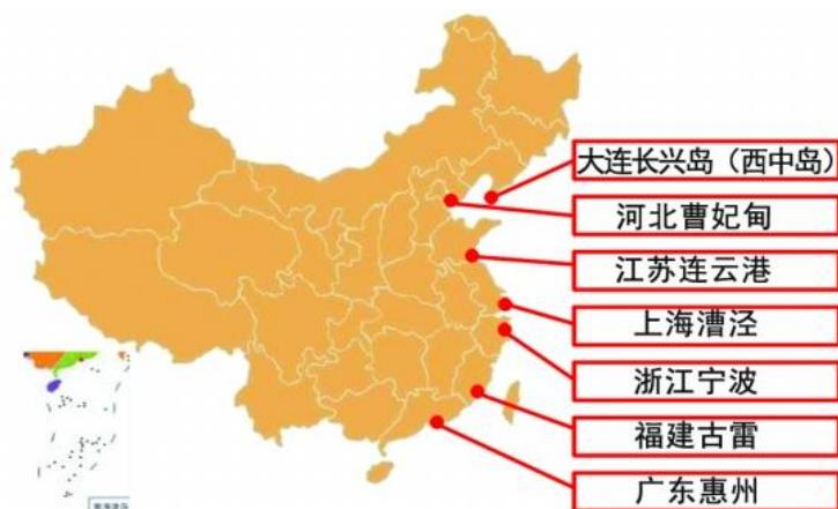 大连长兴岛（西中岛）
河北曹妃甸
江苏连云港
上海漕泾
浙江宁波
福建古雷
广东惠州